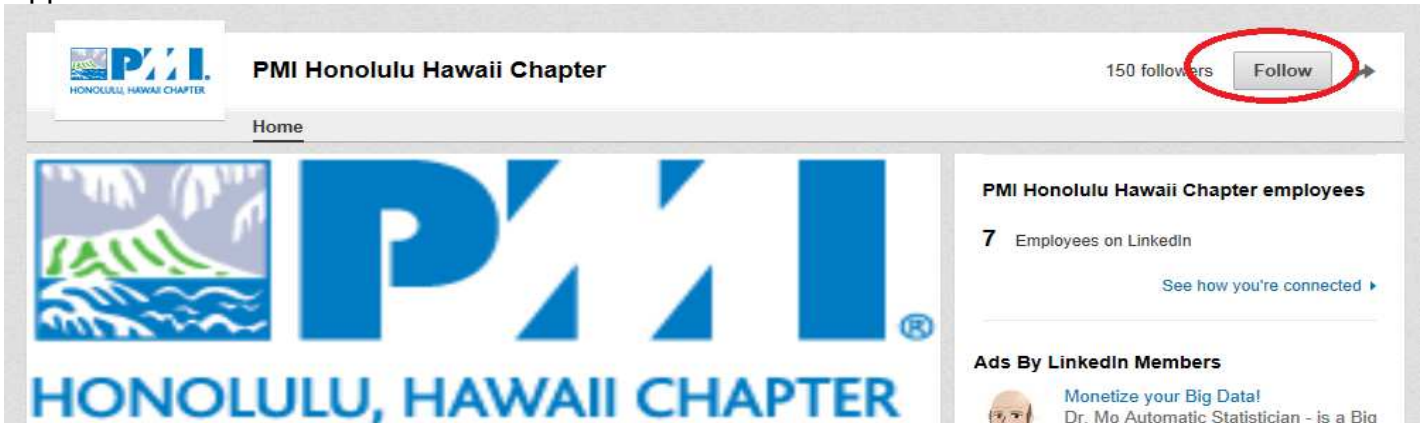 PMI.
HONOLULU, HAWAII CHAPTER
PMI Honolulu Hawaii Chapter
150 followers
Follow
Home
PMI®
HONOLULU, HAWAII CHAPTER
PMI Honolulu Hawaii Chapter employees
7 Employees on LinkedIn
See how you're connected
Ads By LinkedIn Members
Monetize your Big Data!
Dr. Mo Automatic Statistician - is a Big